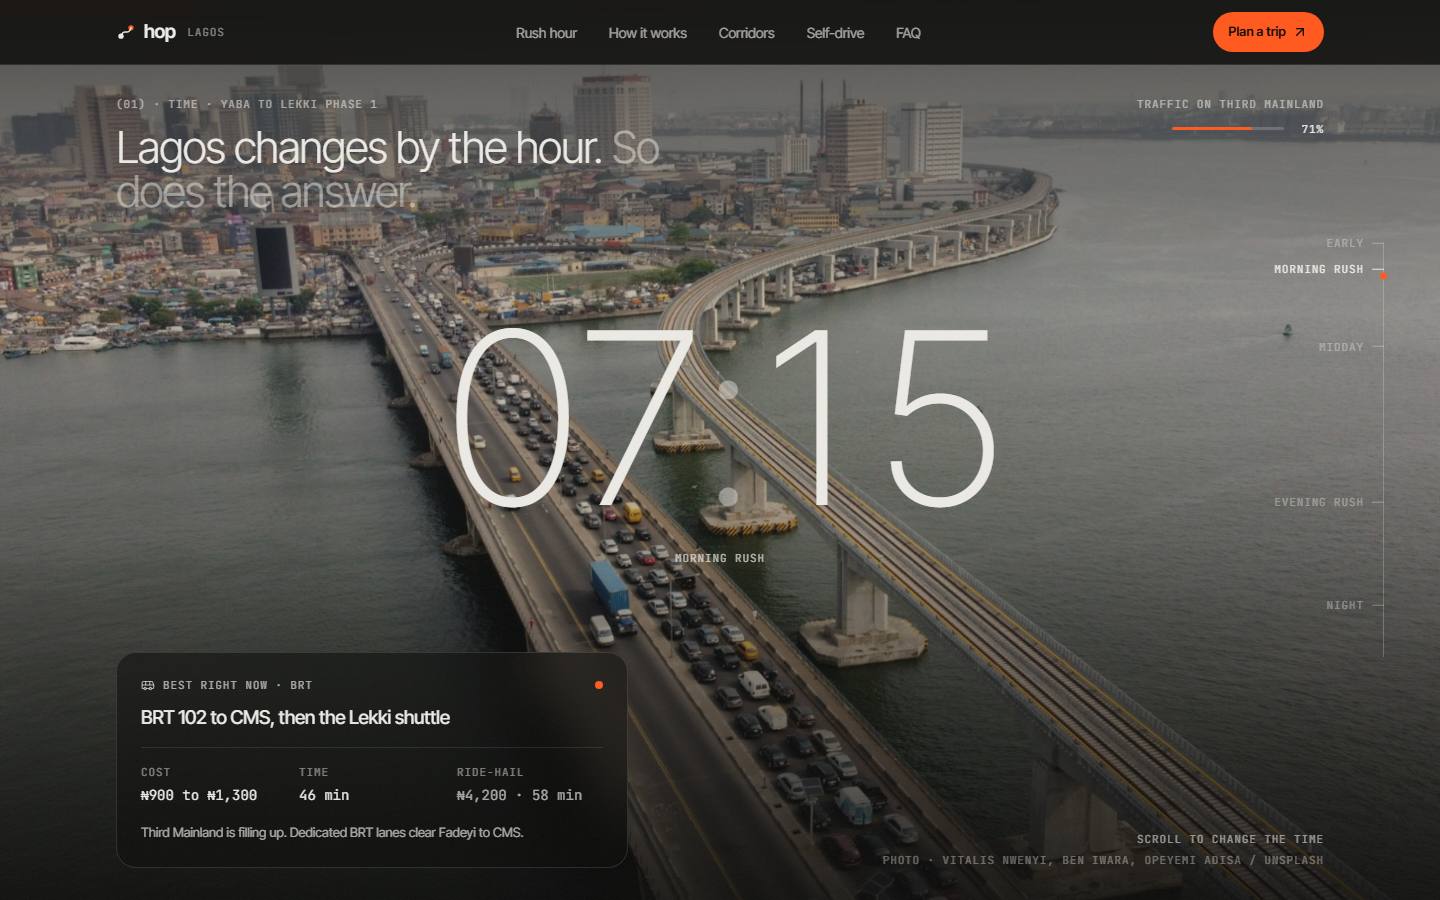 hop LAGOS
Rush hour
How it works
Corridors
Self-drive
FAQ
Plan a trip
(01) · TIME · YABA TO LEKKI PHASE 1
Lagos changes by the hour. So
does the answer.
TRAFFIC ON THIRD MAINLAND
71%
EARLY
MORNING RUSH
MIDDAY
EVENING RUSH
NIGHT
07:15
MORNING RUSH
BEST RIGHT NOW · BRT
BRT 102 to CMS, then the Lekki shuttle
COST
₦900 to ₦1,300
TIME
46 min
RIDE-HAIL
₦4,200 · 58 min
Third Mainland is filling up. Dedicated BRT lanes clear Fadeyi to CMS.
SCROLL TO CHANGE THE TIME
PHOTO · VITALIS NWENYI, BEN IWARA, OPEYEMI ADISA / UNSPLASH